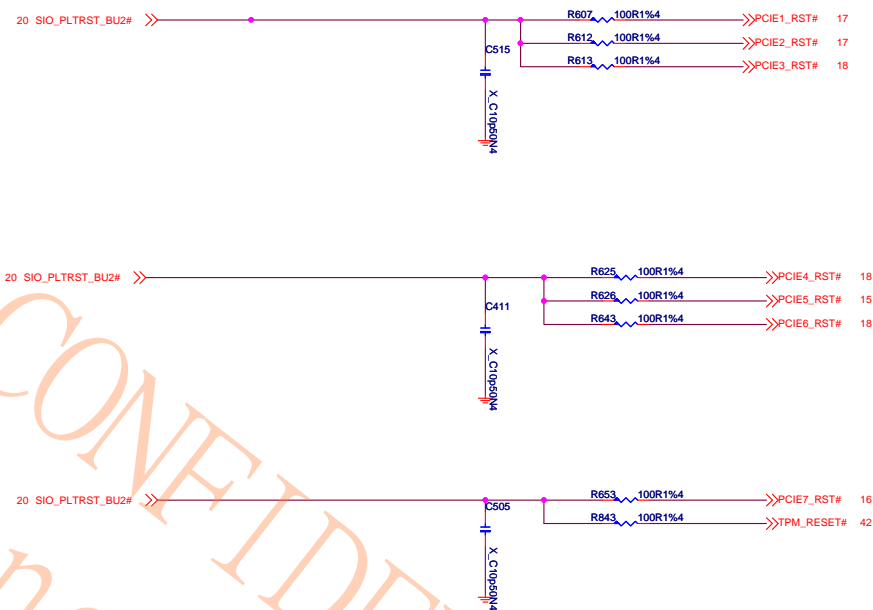 20 SIO_PLTRST_BU2#
R607 100R1%4 PCIE1_RST# 17
R612 100R1%4 PCIE2_RST# 17
C515
R613 100R1%4 PCIE3_RST# 18
X_C10p50N4
20 SIO_PLTRST_BU2#
R625 100R1%4 PCIE4_RST# 18
R626 100R1%4 PCIE5_RST# 15
C411
R643 100R1%4 PCIE6_RST# 18
X_C10p50N4
20 SIO_PLTRST_BU2#
R653 100R1%4 PCIE7_RST# 16
C505
R843 100R1%4 TPM_RESET# 42
X_C10p50N4